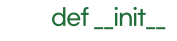 def __init__